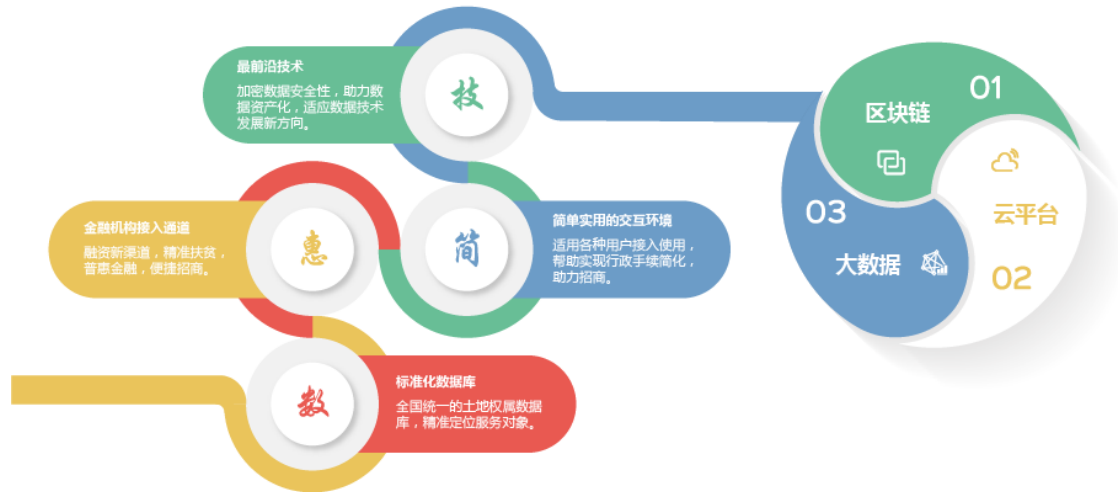 最前沿技术
加密数据安全性，助力数
据资产化，适应数据技术
发展新方向。
技
金融机构接入通道
融资新渠道，精准扶贫，
普惠金融，便捷招商。
惠
简
简单实用的交互环境
适用各种用户接入使用，
帮助实现行政手续简化，
助力招商。
数
标准化数据库
全国统一的土地权属数据
库，精准定位服务对象。
01
区块链
云平台
02
03
大数据